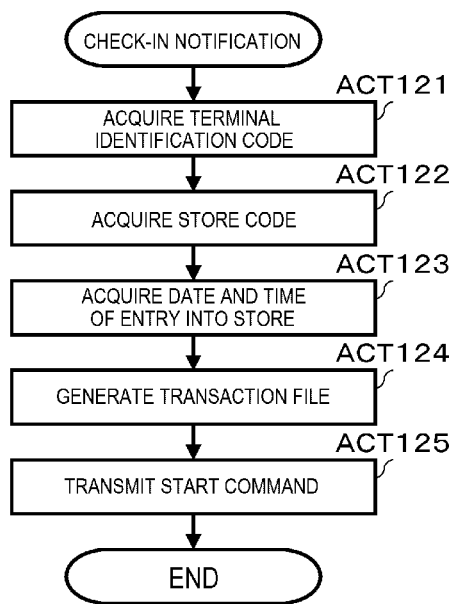 CHECK-IN NOTIFICATION
ACT121
ACQUIRE TERMINAL
IDENTIFICATION CODE
ACT122
ACQUIRE STORE CODE
ACT123
ACQUIRE DATE AND TIME
OF ENTRY INTO STORE
ACT124
GENERATE TRANSACTION FILE
ACT125
TRANSMIT START COMMAND
END